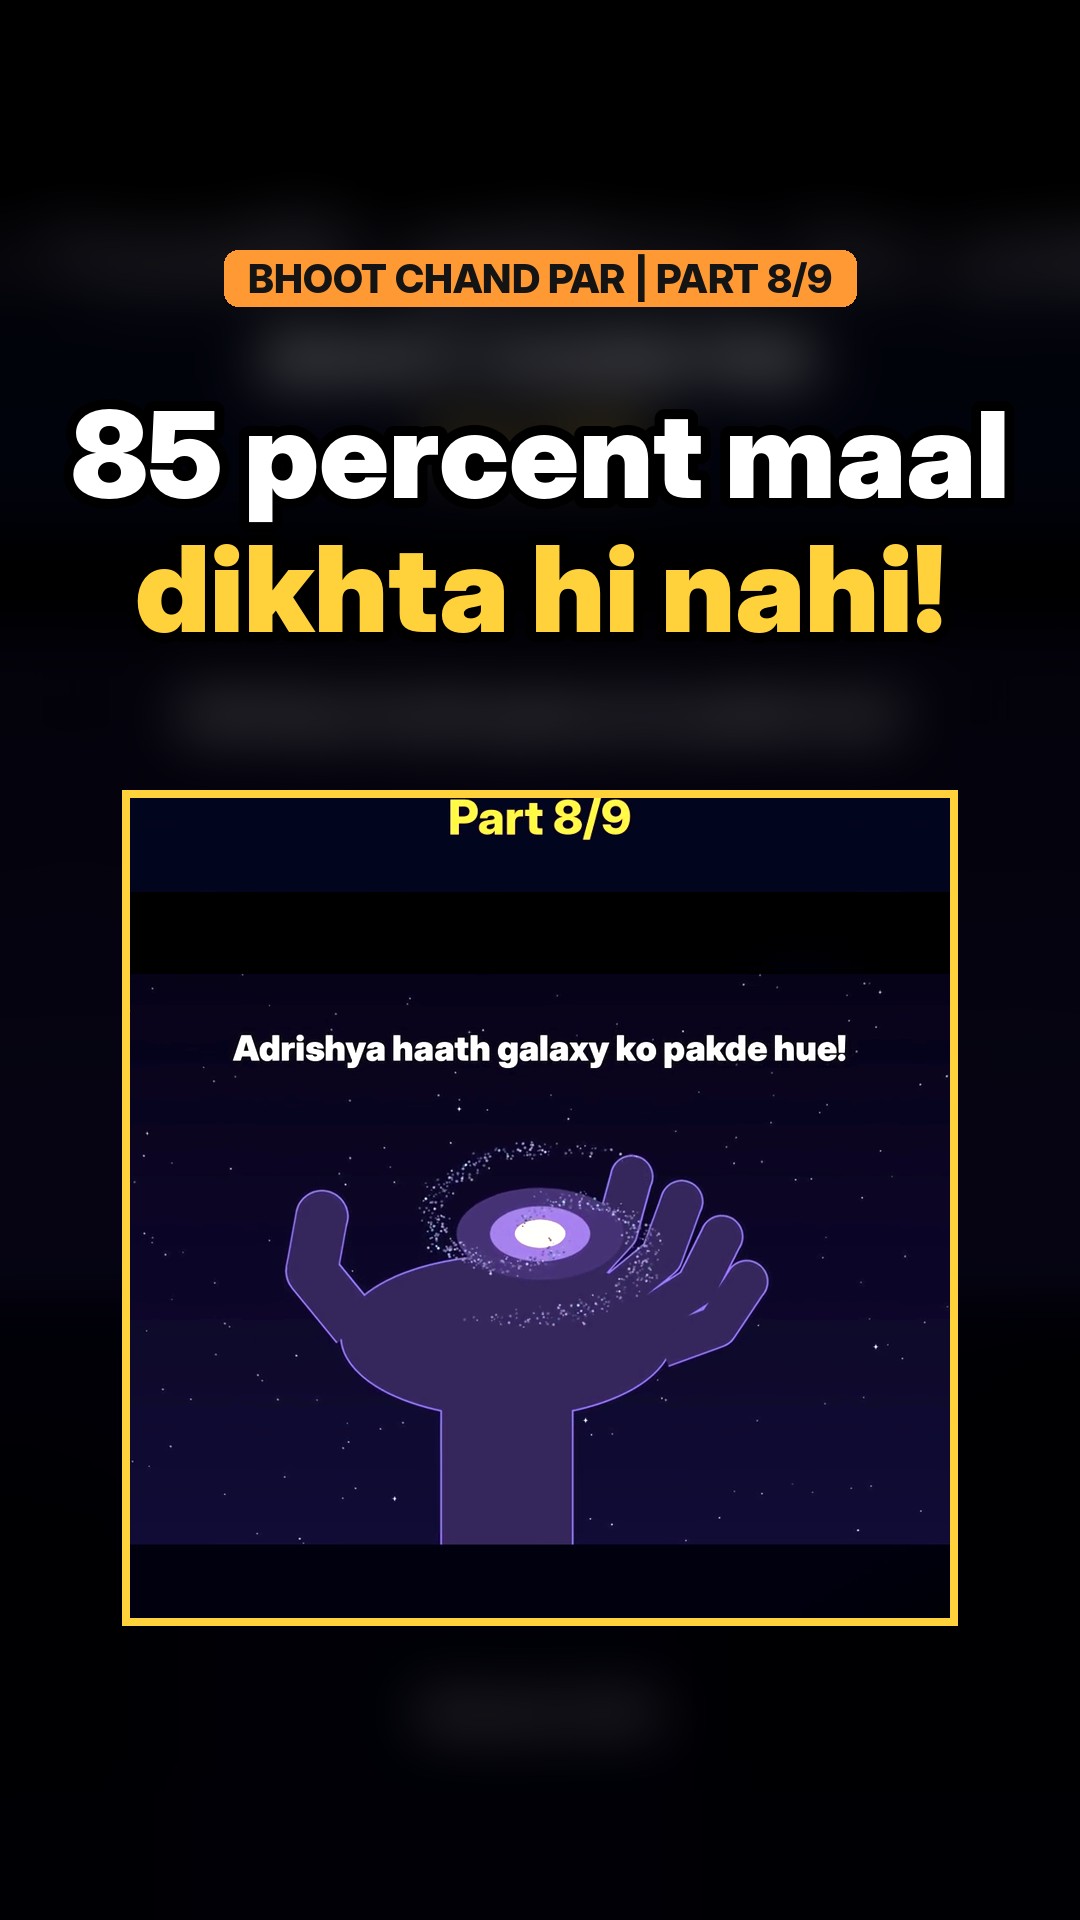 BHOOT CHAND PAR | PART 8/9
85 percent maal
dikhta hi nahi!
Part 8/9
Adrishya haath galaxy ko pakde hue!